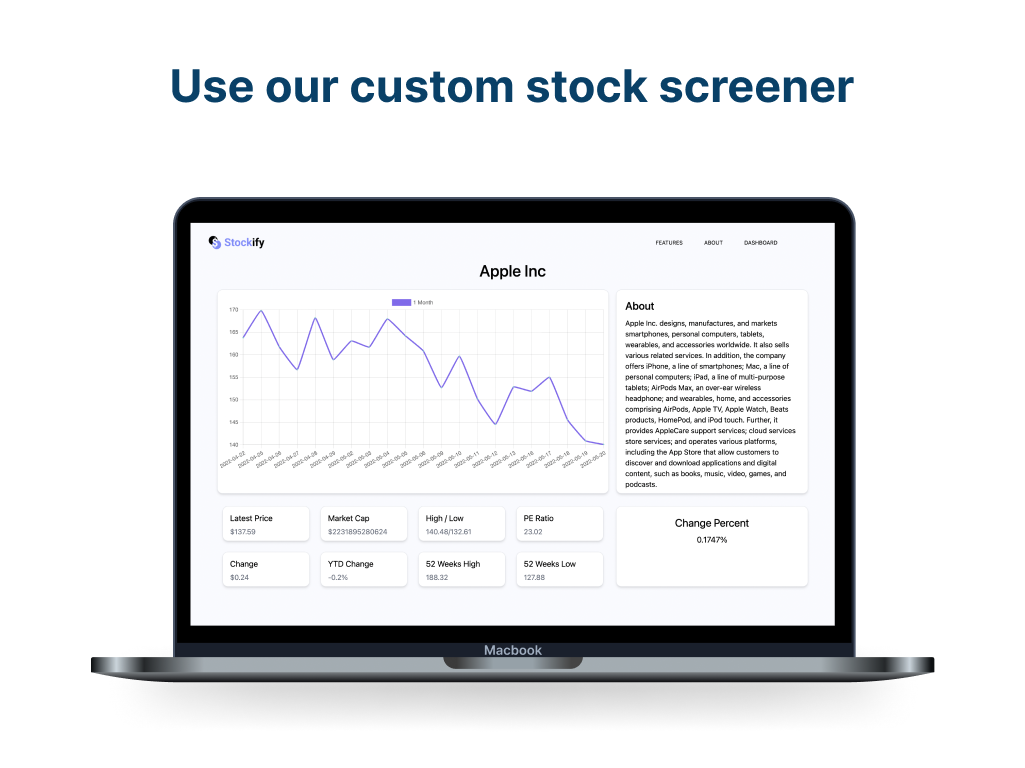 Use our custom stock screener
Stockify
FEATURES ABOUT DASHBOARD
Apple Inc
1 Month
170
165
160
155
150
145
140
2022-04-22 2022-04-25 2022-04-26 2022-04-27 2022-04-28 2022-04-29 2022-05-02 2022-05-03 2022-05-04 2022-05-05 2022-05-06 2022-05-09 2022-05-10 2022-05-11 2022-05-12 2022-05-13 2022-05-16 2022-05-17 2022-05-18 2022-05-19 2022-05-20
About
Apple Inc. designs, manufactures, and markets
smartphones, personal computers, tablets,
wearables, and accessories worldwide. It also sells
various related services. In addition, the company
offers iPhone, a line of smartphones; Mac, a line of
personal computers; iPad, a line of multi-purpose
tablets; AirPods Max, an over-ear wireless
headphone; and wearables, home, and accessories
comprising AirPods, Apple TV, Apple Watch, Beats
products, HomePod, and iPod touch. Further, it
provides AppleCare support services; cloud services
store services; and operates various platforms,
including the App Store that allow customers to
discover and download applications and digital
content, such as books, music, video, games, and
podcasts.
Latest Price
$137.59
Market Cap
$2231895280624
High / Low
140.48/132.61
PE Ratio
23.02
Change Percent
0.1747%
Change
$0.24
YTD Change
-0.2%
52 Weeks High
188.32
52 Weeks Low
127.88
Macbook